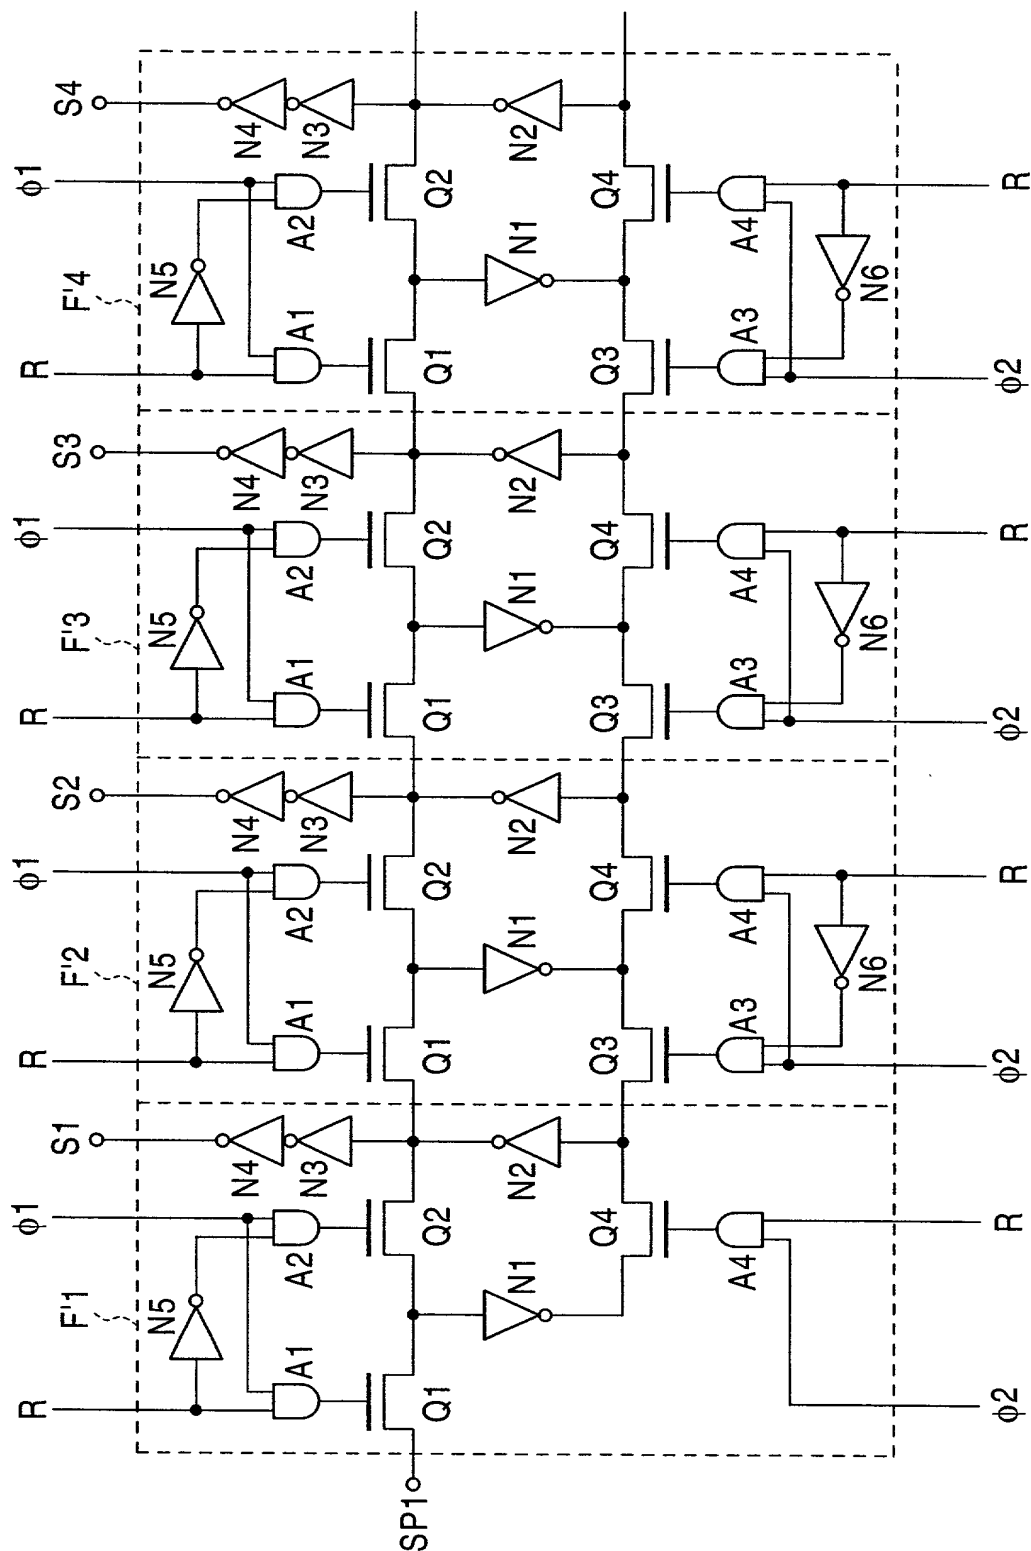 R φ1 S1 R φ1 S2 R φ1 S3 R φ1 S4
F'1 F'2 F'3 F'4
N5 N5 N5 N5
N4 N4 N4 N4
A1 A2 N3 A1 A2 N3 A1 A2 N3 A1 A2 N3
SP1
Q1 Q2 Q1 Q2 Q1 Q2 Q1 Q2
N1 N2 N1 N2 N1 N2 N1 N2
Q4 Q3 Q4 Q3 Q4 Q3 Q4
A4 A3 A4 A3 A4 A3 A4
N6 N6 N6
φ2 R φ2 R φ2 R φ2 R